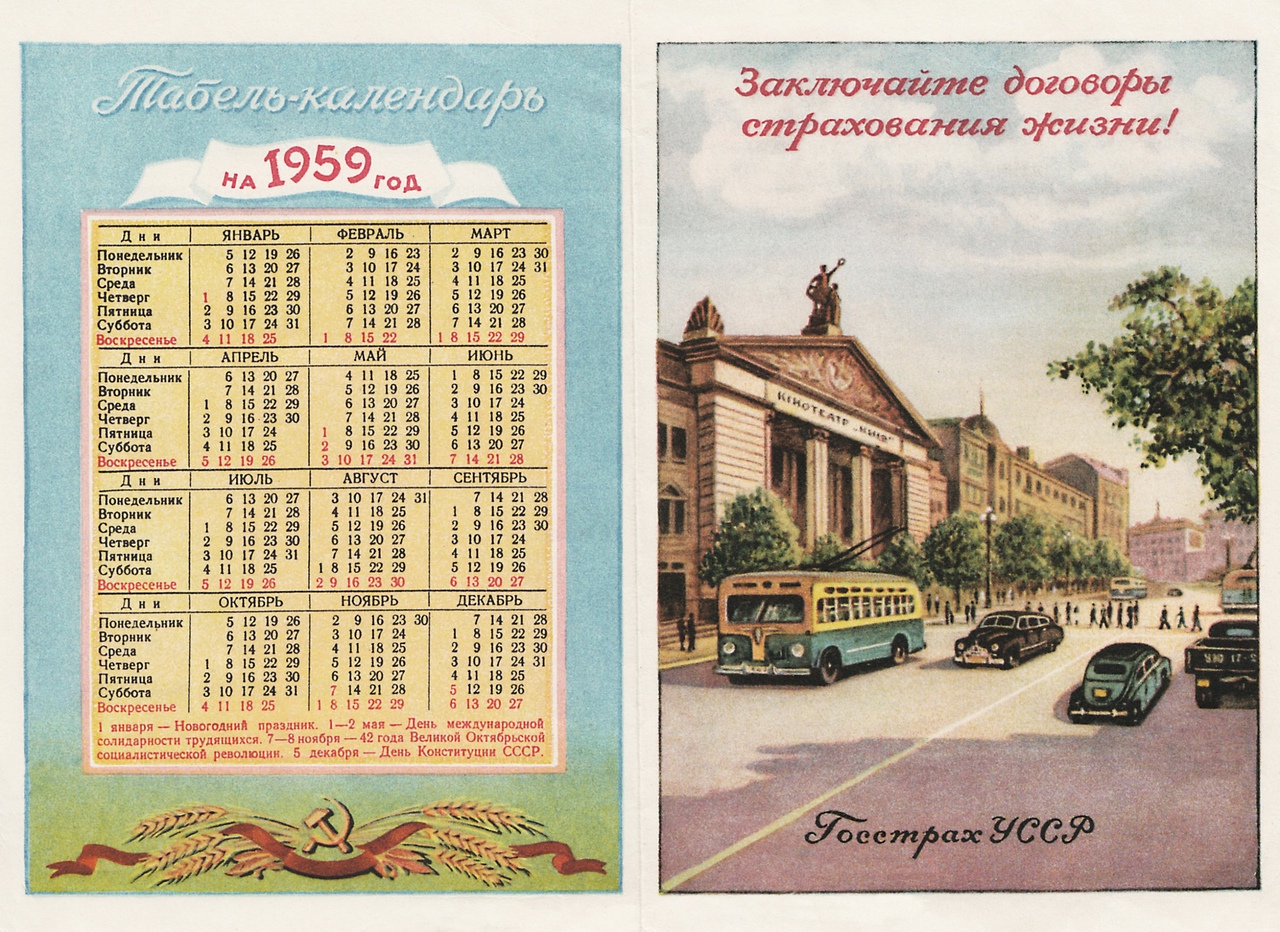 Табель-календарь
НА 1959 ГОД
Дни ЯНВАРЬ ФЕВРАЛЬ МАРТ
Понедельник 5 12 19 26 2 9 16 23 2 9 16 23 30
Вторник 6 13 20 27 3 10 17 24 3 10 17 24 31
Среда 7 14 21 28 4 11 18 25 4 11 18 25
Четверг 1 8 15 22 29 5 12 19 26 5 12 19 26
Пятница 2 9 16 23 30 6 13 20 27 6 13 20 27
Суббота 3 10 17 24 31 7 14 21 28 7 14 21 28
Воскресенье 4 11 18 25 1 8 15 22 1 8 15 22 29
Дни АПРЕЛЬ МАЙ ИЮНЬ
Понедельник 6 13 20 27 4 11 18 25 1 8 15 22 29
Вторник 7 14 21 28 5 12 19 26 2 9 16 23 30
Среда 1 8 15 22 29 6 13 20 27 3 10 17 24
Четверг 2 9 16 23 30 7 14 21 28 4 11 18 25
Пятница 3 10 17 24 1 8 15 22 29 5 12 19 26
Суббота 4 11 18 25 2 9 16 23 30 6 13 20 27
Воскресенье 5 12 19 26 3 10 17 24 31 7 14 21 28
Дни ИЮЛЬ АВГУСТ СЕНТЯБРЬ
Понедельник 6 13 20 27 3 10 17 24 31 7 14 21 28
Вторник 7 14 21 28 4 11 18 25 1 8 15 22 29
Среда 1 8 15 22 29 5 12 19 26 2 9 16 23 30
Четверг 2 9 16 23 30 6 13 20 27 3 10 17 24
Пятница 3 10 17 24 31 7 14 21 28 4 11 18 25
Суббота 4 11 18 25 1 8 15 22 29 5 12 19 26
Воскресенье 5 12 19 26 2 9 16 23 30 6 13 20 27
Дни ОКТЯБРЬ НОЯБРЬ ДЕКАБРЬ
Понедельник 5 12 19 26 2 9 16 23 30 7 14 21 28
Вторник 6 13 20 27 3 10 17 24 1 8 15 22 29
Среда 7 14 21 28 4 11 18 25 2 9 16 23 30
Четверг 1 8 15 22 29 5 12 19 26 3 10 17 24 31
Пятница 2 9 16 23 30 6 13 20 27 4 11 18 25
Суббота 3 10 17 24 31 7 14 21 28 5 12 19 26
Воскресенье 4 11 18 25 1 8 15 22 29 6 13 20 27
1 января — Новогодний праздник. 1—2 мая — День международной
солидарности трудящихся. 7—8 ноября — 42 года Великой Октябрьской
социалистической революции. 5 декабря — День Конституции СССР.
Заключайте договоры
страхования жизни!
КІНОТЕАТР „КИЇВ"
Госстрах УССР